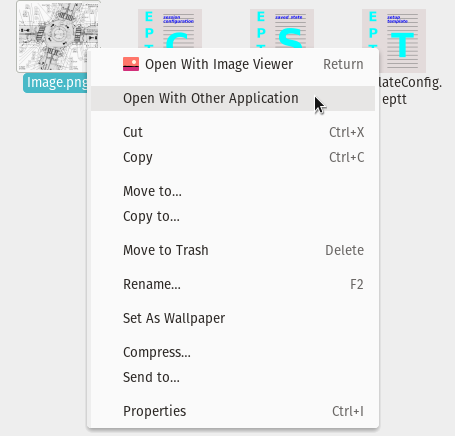 E
P
T
session
configuration
C
E
P
T
saved state
S
E
P
T
setup
template
T
Image.png
lateConfig.
eptt
Open With Image Viewer Return
Open With Other Application
Cut Ctrl+X
Copy Ctrl+C
Move to...
Copy to...
Move to Trash Delete
Rename... F2
Set As Wallpaper
Compress...
Send to...
Properties Ctrl+I